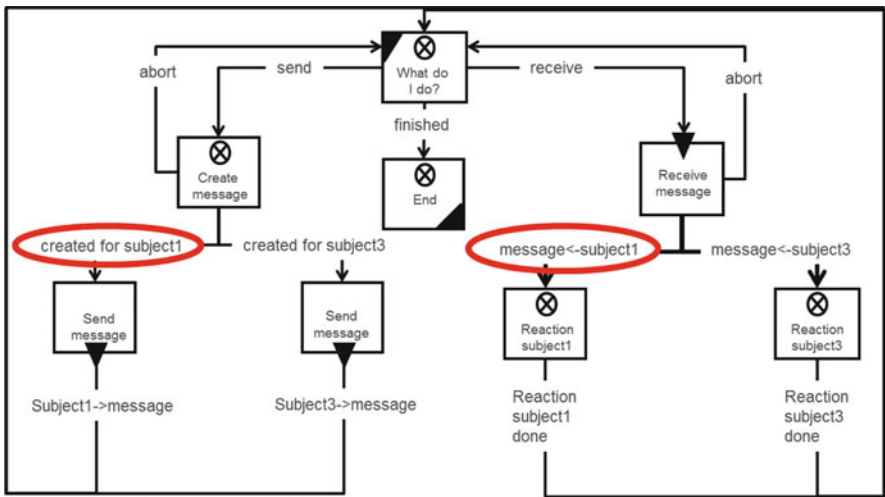 What do
I do?
abort
send
receive
abort
finished
Create
message
End
Receive
message
created for subject1
created for subject3
message<-subject1
message<-subject3
Send
message
Send
message
Reaction
subject1
Reaction
subject3
Subject1->message
Subject3->message
Reaction
subject1
done
Reaction
subject3
done